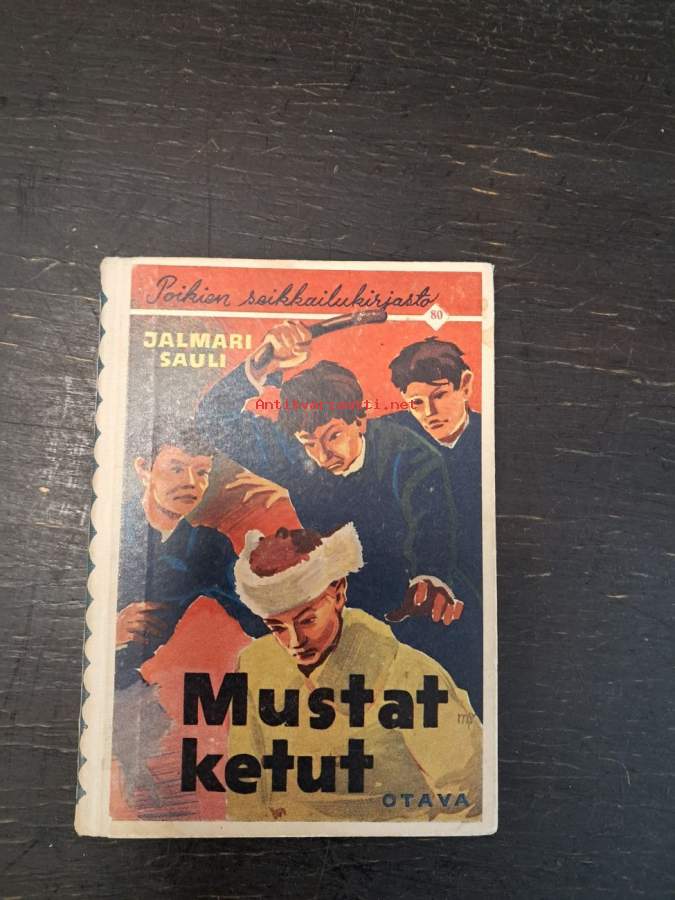 Poikien seikkailukirjasto
80
JALMARI
SAULI
Antikvariaatti.net
Mustat
ketut
OTAVA